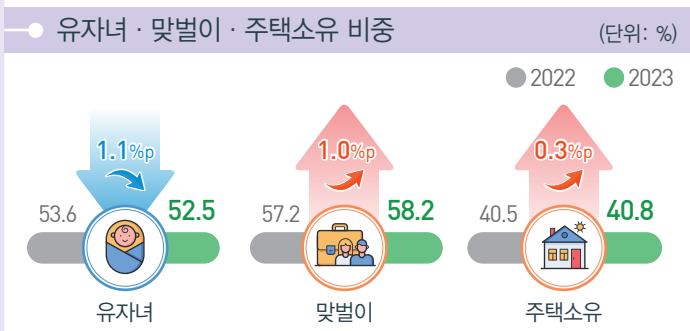 유자녀 · 맞벌이 · 주택소유 비중 (단위: %)
2022 2023
1.1%p 1.0%p 0.3%p
53.6 52.5 57.2 58.2 40.5 40.8
유자녀 맞벌이 주택소유